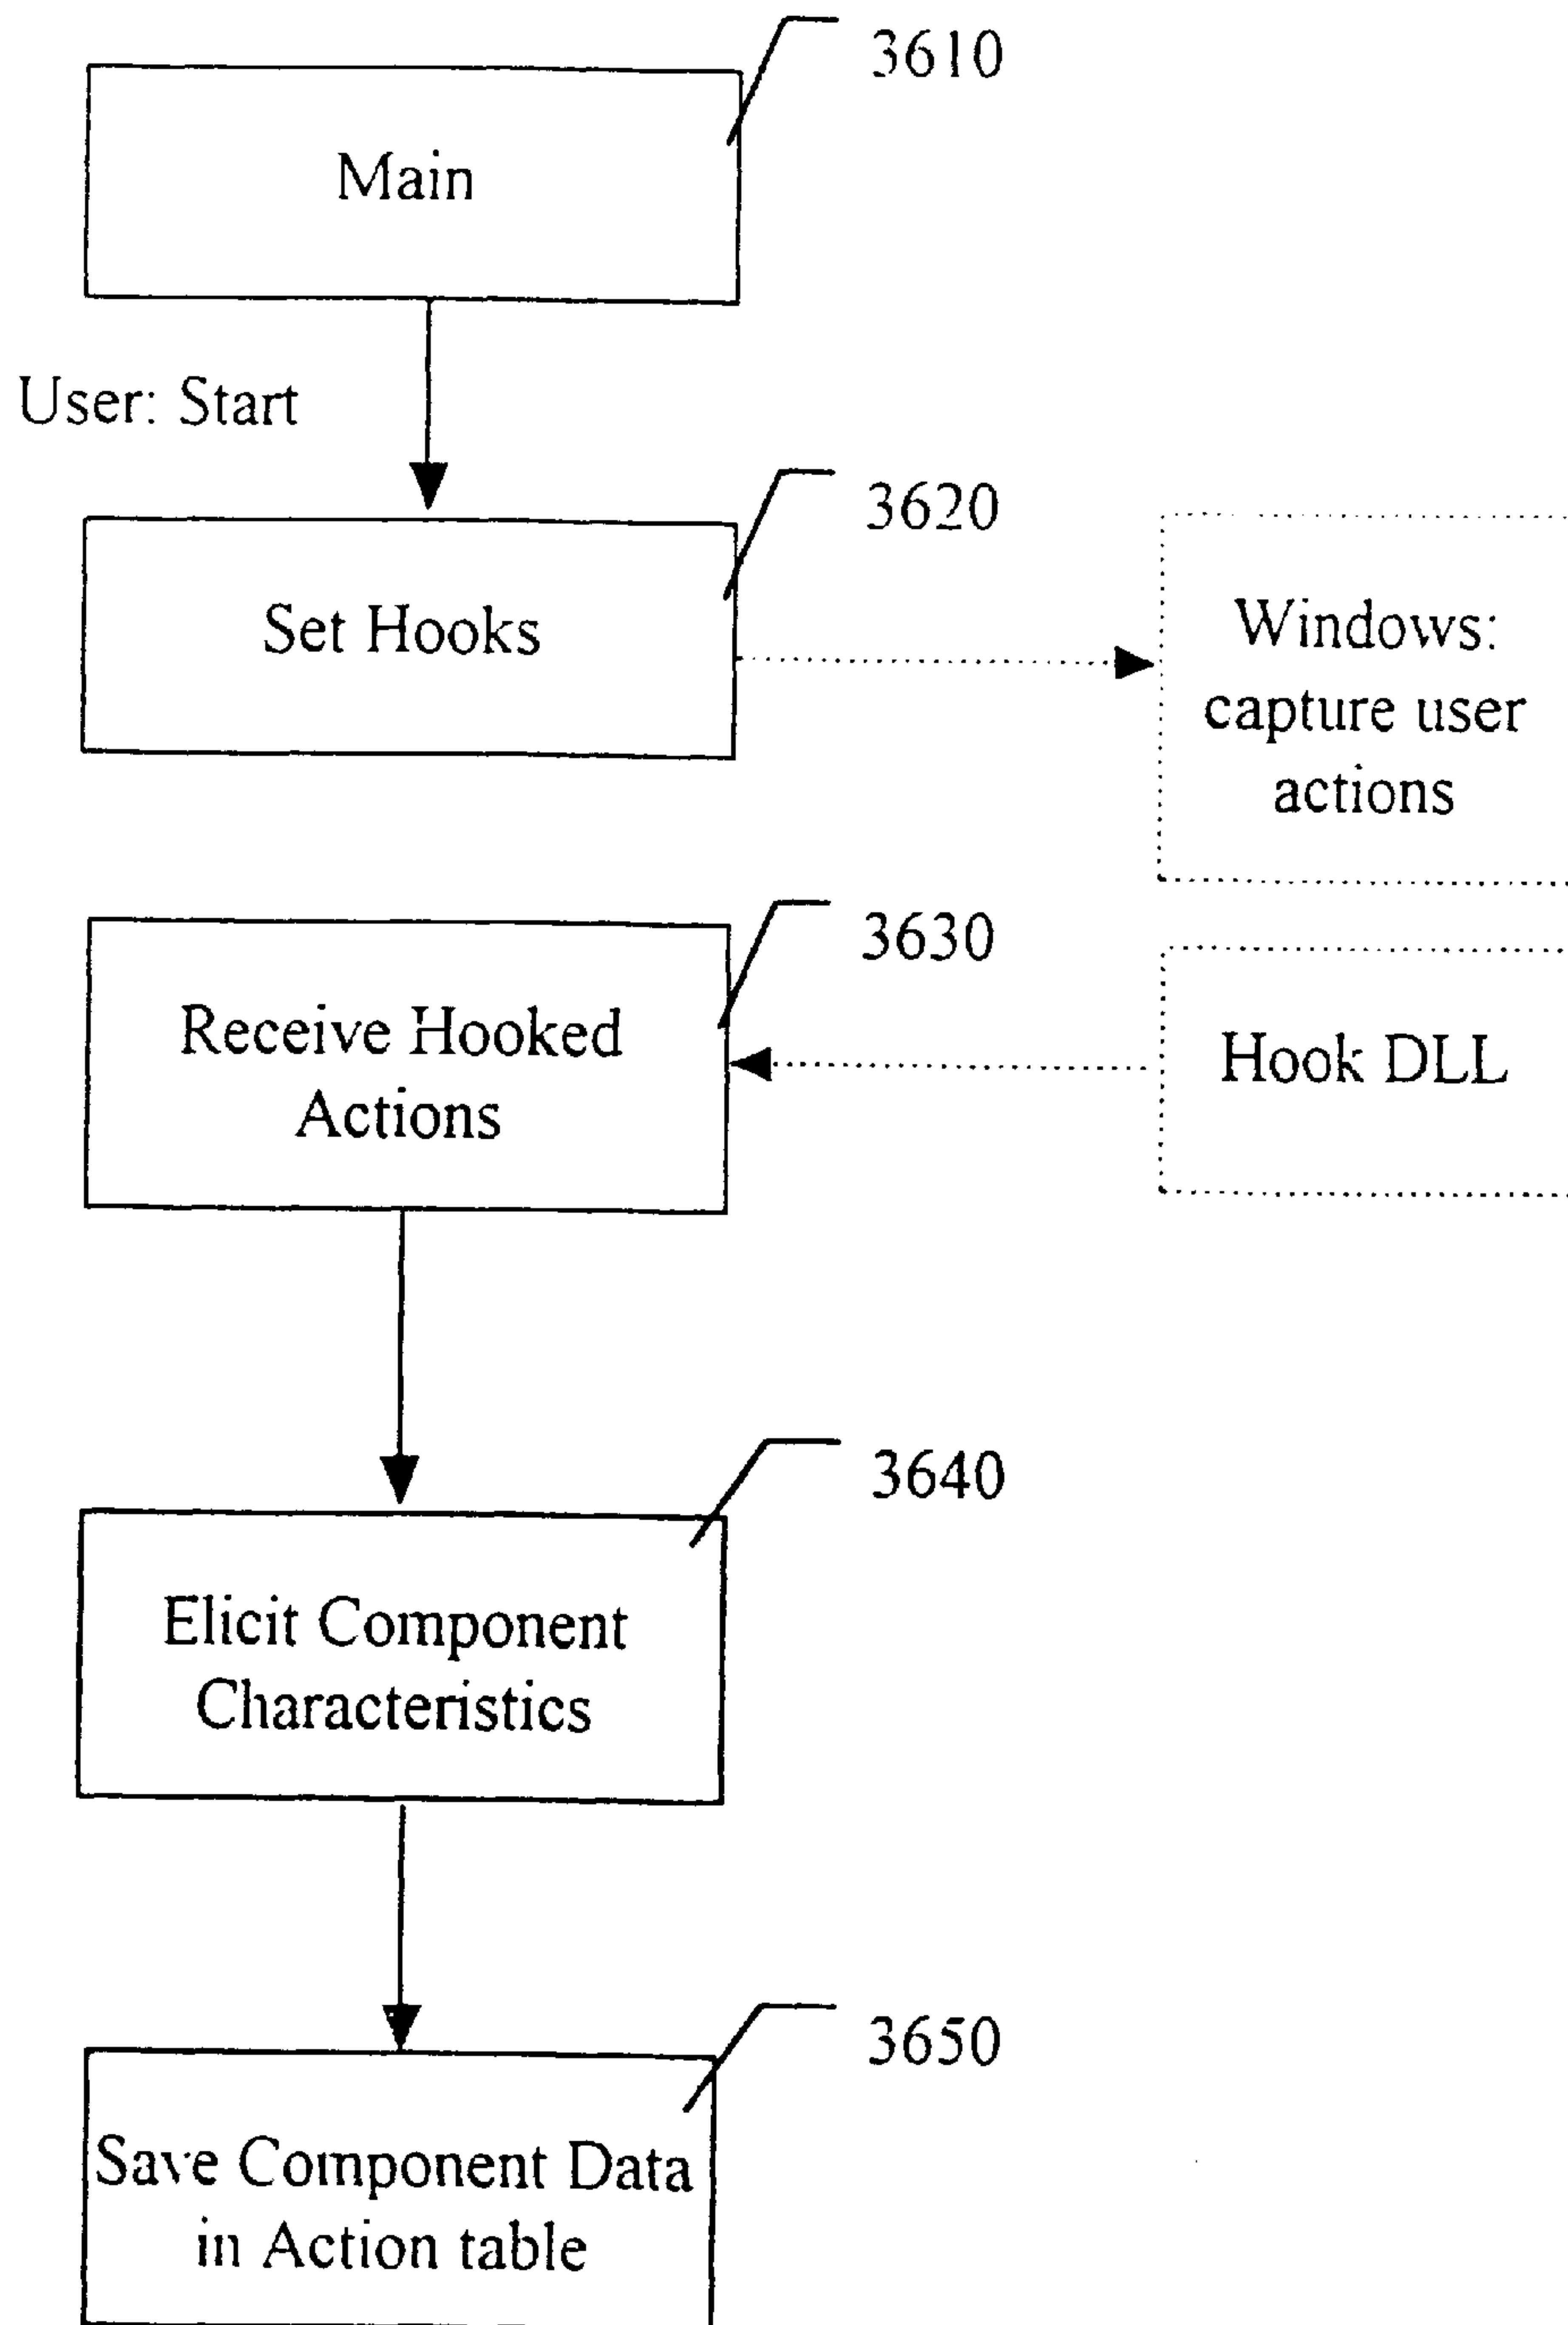 3610
Main
User: Start
3620
Set Hooks
Windows:
capture user
actions
3630
Receive Hooked
Actions
Hook DLL
3640
Elicit Component
Characteristics
3650
Save Component Data
in Action table